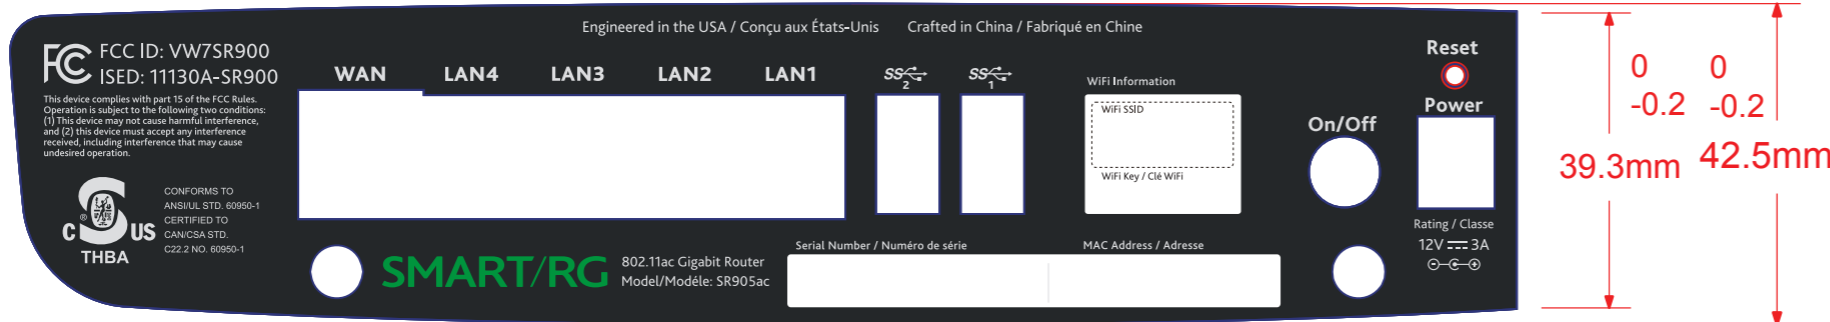 Engineered in the USA / Conçu aux États-Unis Crafted in China / Fabriqué en Chine
FC FCC ID: VW7SR900
ISED: 11130A-SR900
This device complies with part 15 of the FCC Rules.
Operation is subject to the following two conditions:
(1) This device may not cause harmful interference,
and (2) this device must accept any interference
received, including interference that may cause
undesired operation.
WAN LAN4 LAN3 LAN2 LAN1
SS 2
SS 1
WiFi Information
WiFi SSID
WiFi Key / Clé WiFi
On/Off
Reset
Power
Rating / Classe
12V 3A
C S US
®
THBA
CONFORMS TO
ANSI/UL STD. 60950-1
CERTIFIED TO
CAN/CSA STD.
C22.2 NO. 60950-1
SMART/RG
802.11ac Gigabit Router
Model/Modéle: SR905ac
Serial Number / Numéro de série
MAC Address / Adresse
0
-0.2
39.3mm
0
-0.2
42.5mm